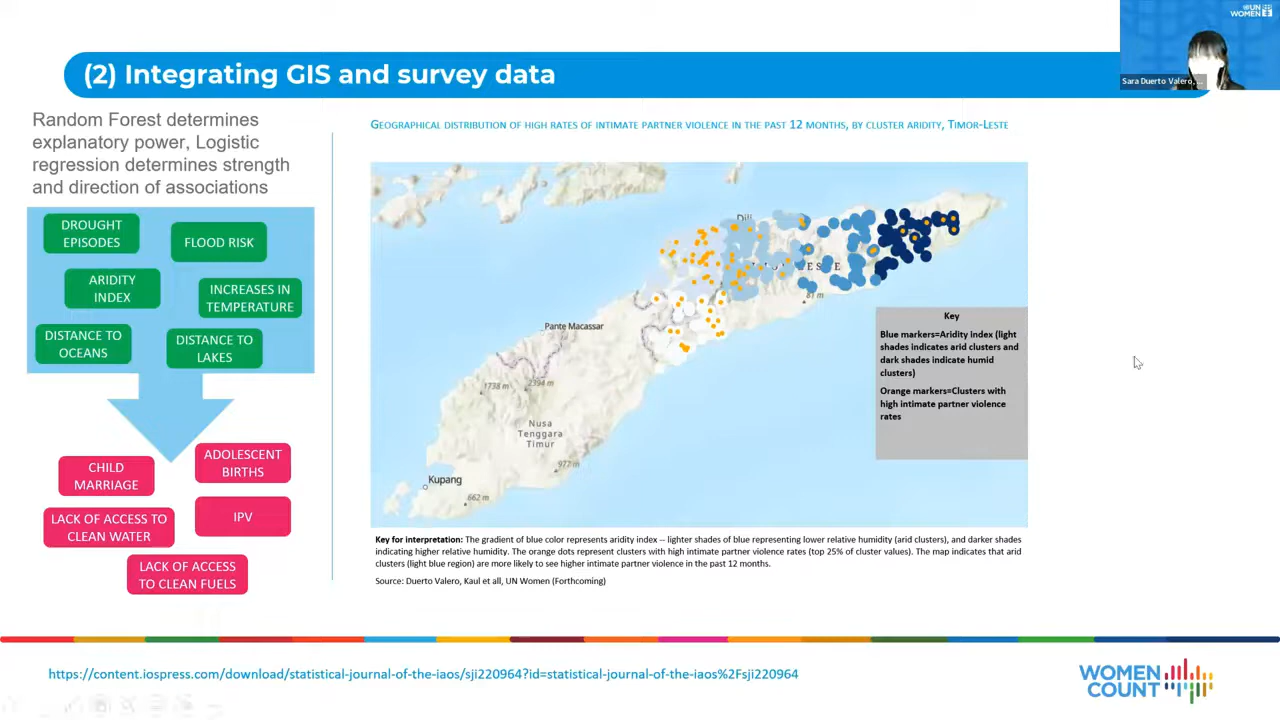 UN
WOMEN
Sara Duerto Valero, ...
(2) Integrating GIS and survey data
Random Forest determines
explanatory power, Logistic
regression determines strength
and direction of associations
DROUGHT
EPISODES
FLOOD RISK
ARIDITY
INDEX
INCREASES IN
TEMPERATURE
DISTANCE TO
OCEANS
DISTANCE TO
LAKES
CHILD
MARRIAGE
ADOLESCENT
BIRTHS
LACK OF ACCESS TO
CLEAN WATER
IPV
LACK OF ACCESS
TO CLEAN FUELS
GEOGRAPHICAL DISTRIBUTION OF HIGH RATES OF INTIMATE PARTNER VIOLENCE IN THE PAST 12 MONTHS, BY CLUSTER ARIDITY, TIMOR-LESTE
Dili
ESTE
81 m
Pante Macassar
1738 m
2394 m
Nusa
Tenggara
Timur
977 m
Kupang
662 m
Key
Blue markers=Aridity index (light
shades indicates arid clusters and
dark shades indicate humid
clusters)
Orange markers=Clusters with
high intimate partner violence
rates
Key for interpretation: The gradient of blue color represents aridity index -- lighter shades of blue representing lower relative humidity (arid clusters), and darker shades
indicating higher relative humidity. The orange dots represent clusters with high intimate partner violence rates (top 25% of cluster values). The map indicates that arid
clusters (light blue region) are more likely to see higher intimate partner violence in the past 12 months.
Source: Duerto Valero, Kaul et all, UN Women (Forthcoming)
https://content.iospress.com/download/statistical-journal-of-the-iaos/sji220964?id=statistical-journal-of-the-iaos%2Fsji220964
WOMEN
COUNT